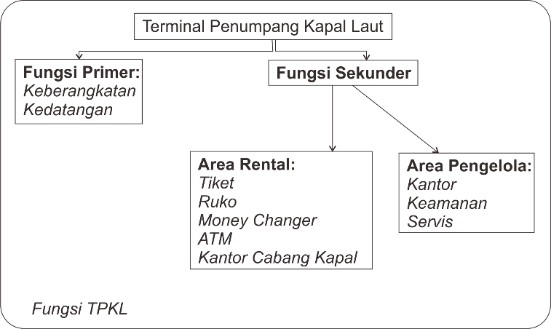 Terminal Penumpang Kapal Laut
Fungsi Primer:
Keberangkatan
Kedatangan
Fungsi Sekunder
Area Rental:
Tiket
Ruko
Money Changer
ATM
Kantor Cabang Kapal
Area Pengelola:
Kantor
Keamanan
Servis
Fungsi TPKL